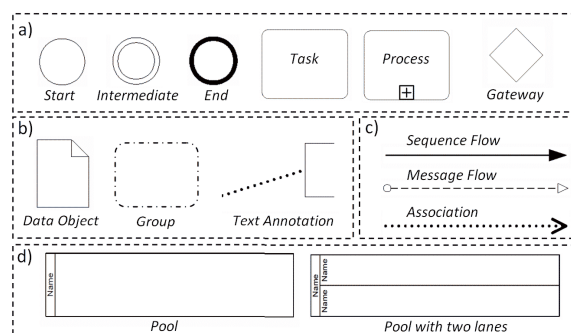 a)
Task
Process
Start
Intermediate
End
Gateway
b)
Data Object
Group
Text Annotation
c)
Sequence Flow
Message Flow
Association
d)
Name
Pool
Name
Name
Name
Pool with two lanes